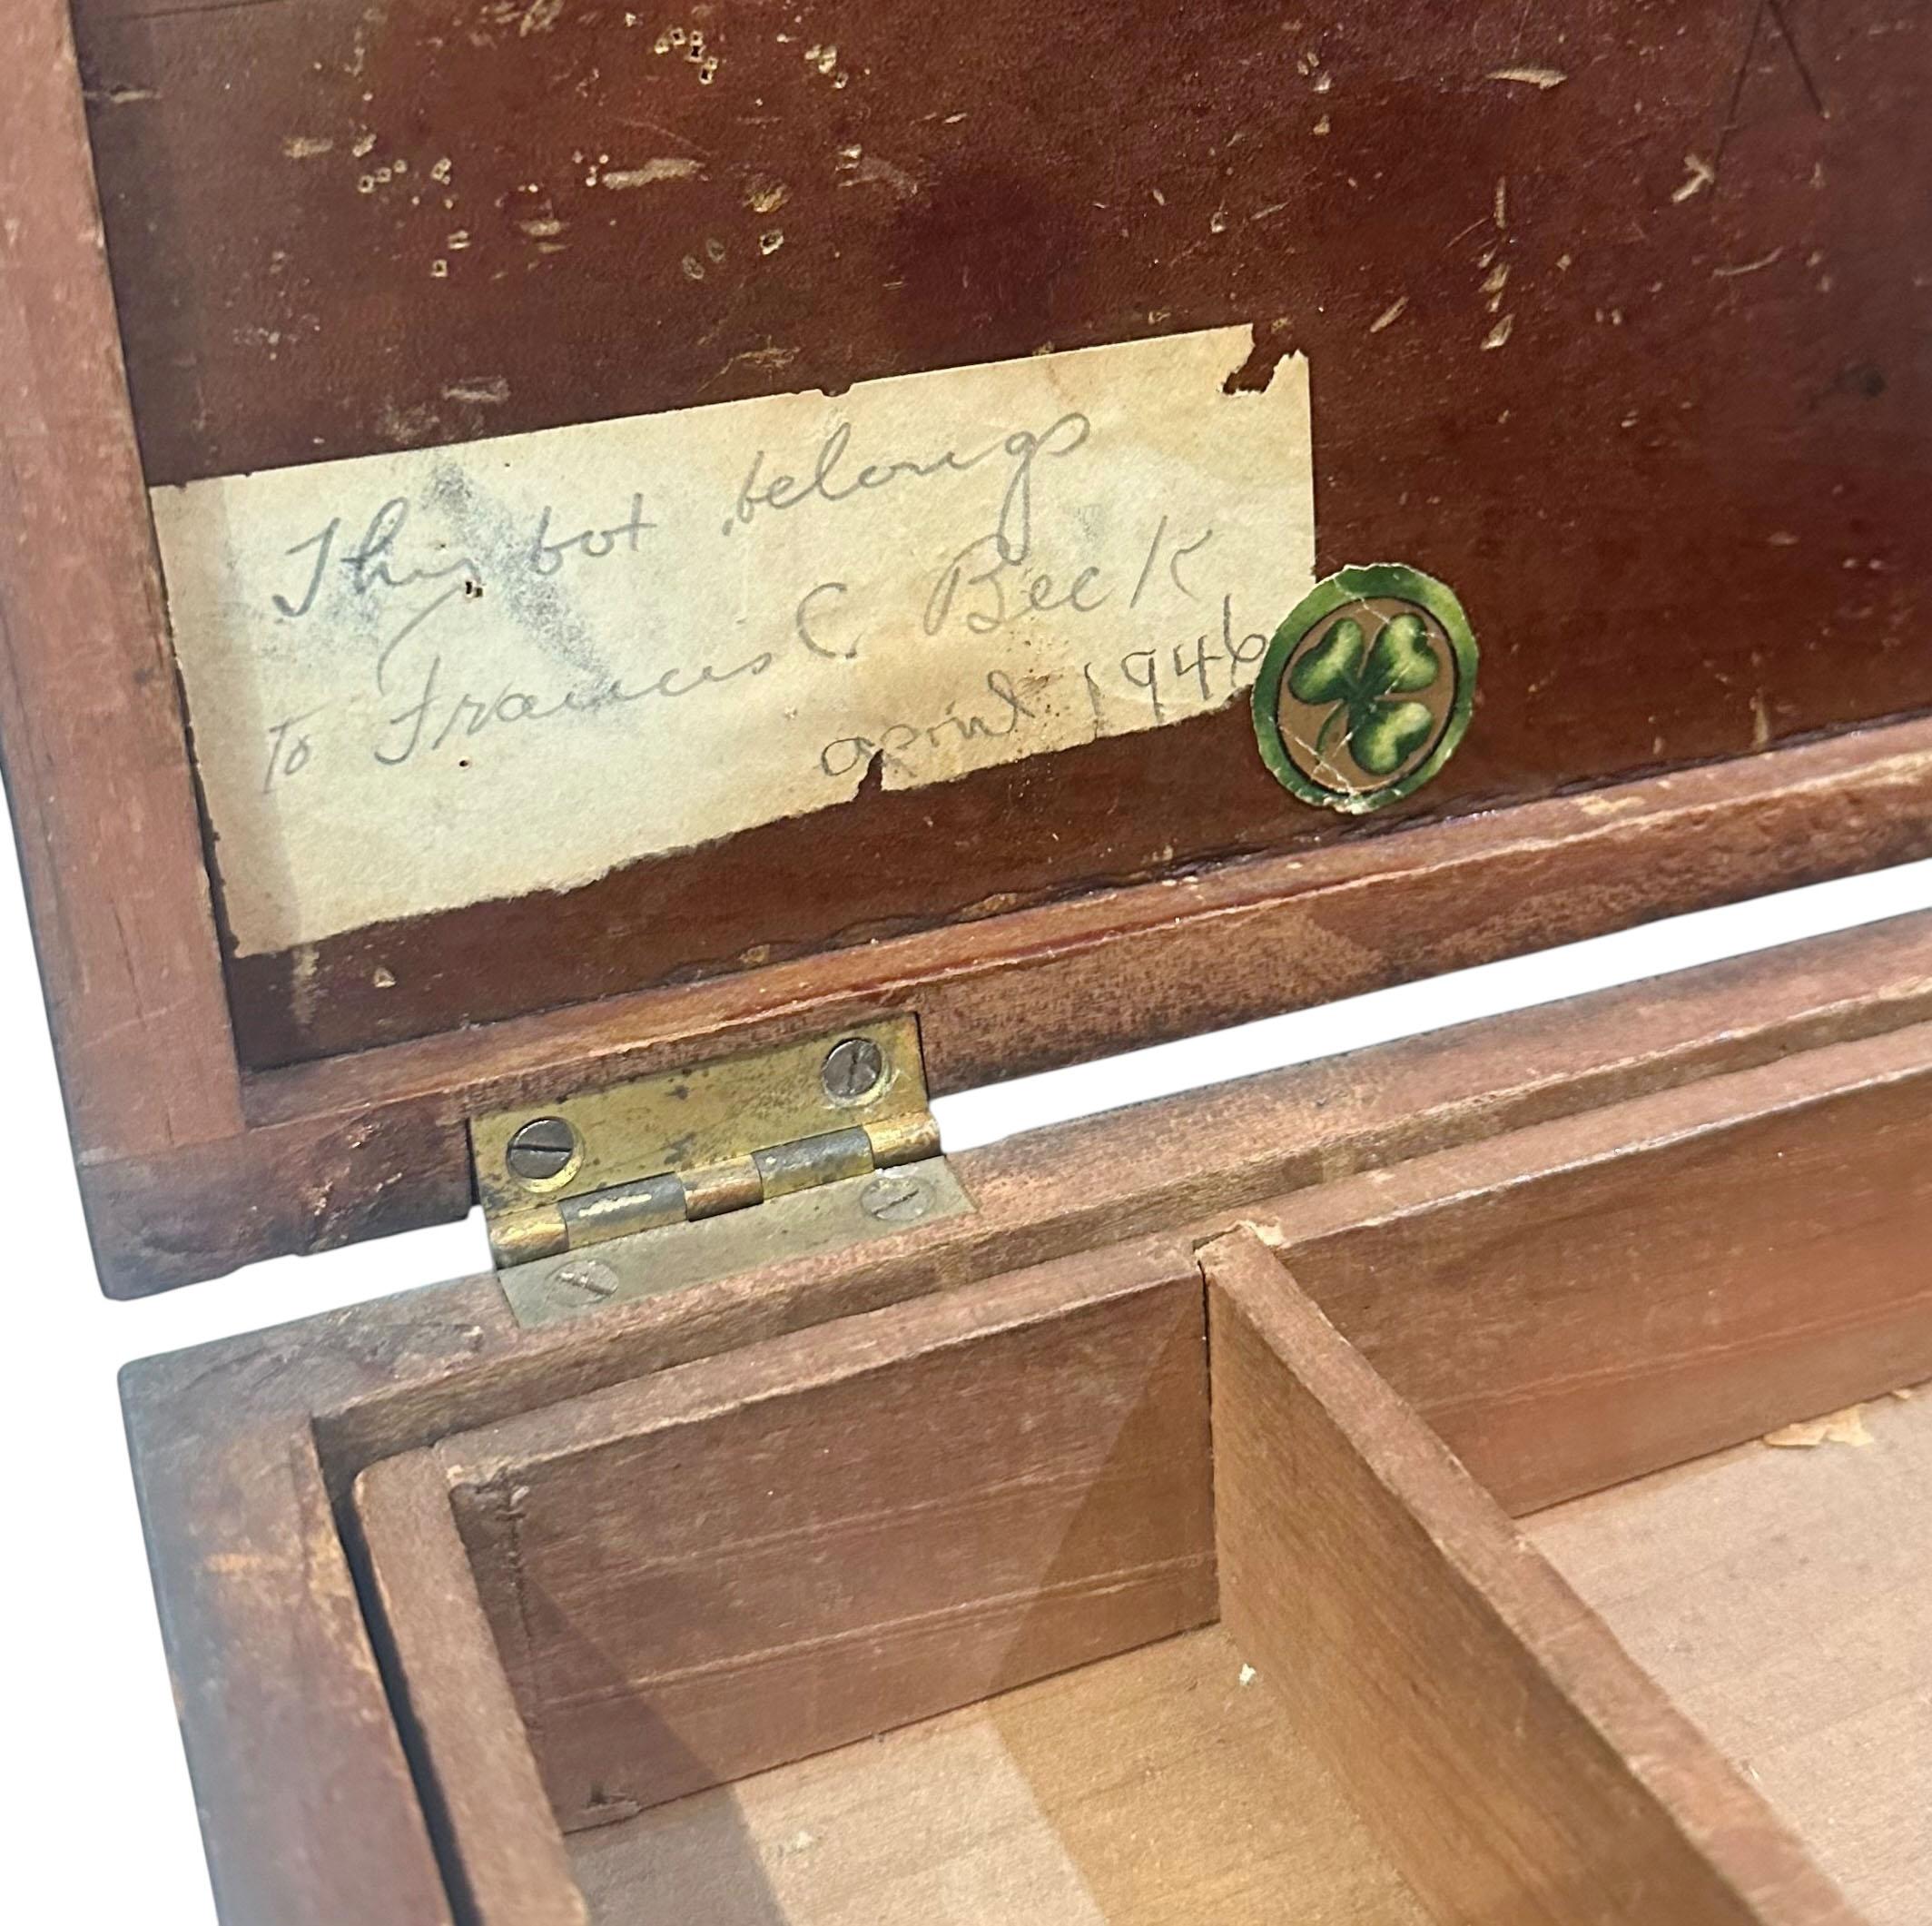 This box belongs
To Francis C Beck
april 1946